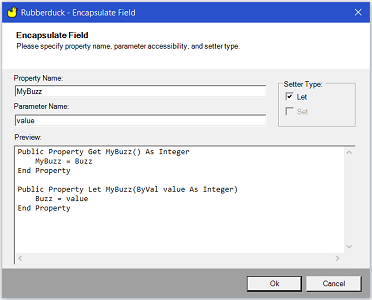 Rubberduck - Encapsulate Field
Encapsulate Field
Please specify property name, parameter accessibility, and setter type.
Property Name:
MyBuzz
Setter Type:
Let
Set
Parameter Name:
value
Preview:
Public Property Get MyBuzz() As Integer
    MyBuzz = Buzz
End Property
Public Property Let MyBuzz(ByVal value As Integer)
    Buzz = value
End Property
Ok
Cancel